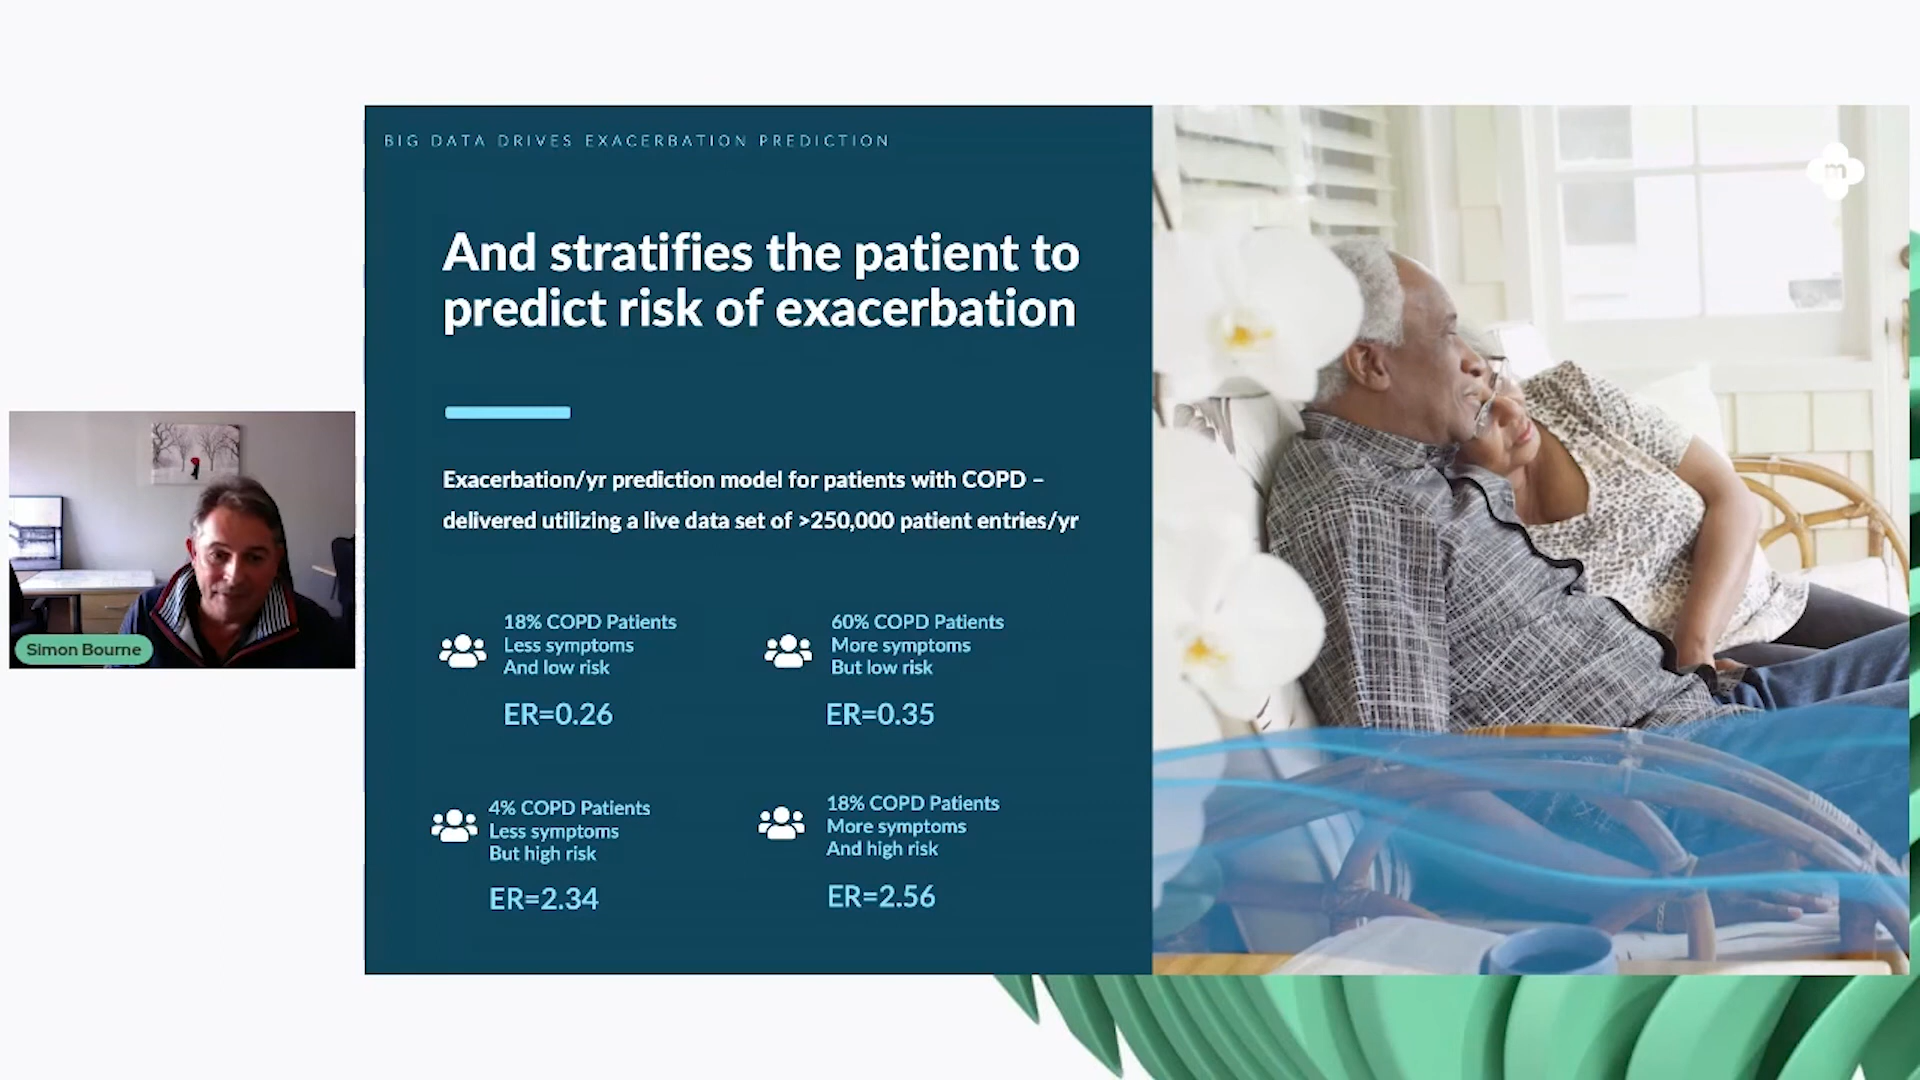 BIG DATA DRIVES EXACERBATION PREDICTION
And stratifies the patient to
predict risk of exacerbation
Exacerbation/yr prediction model for patients with COPD –
delivered utilizing a live data set of >250,000 patient entries/yr
18% COPD Patients
Less symptoms
And low risk
ER=0.26
60% COPD Patients
More symptoms
But low risk
ER=0.35
4% COPD Patients
Less symptoms
But high risk
ER=2.34
18% COPD Patients
More symptoms
And high risk
ER=2.56
m
Simon Bourne